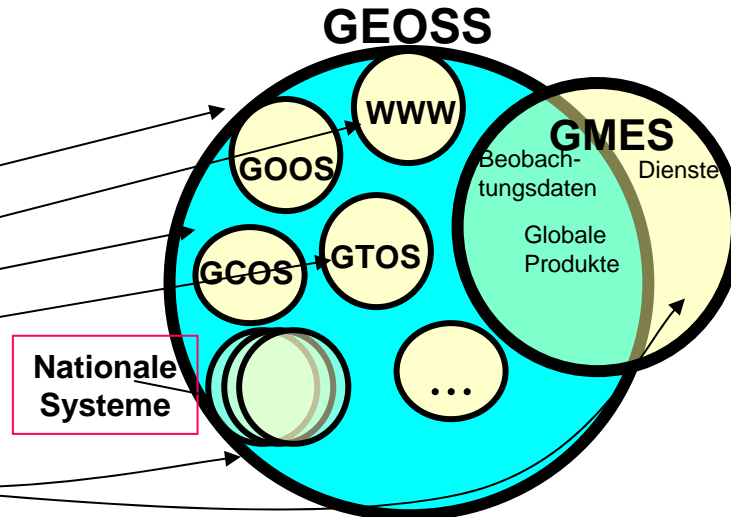 GEOSS
WWW
GMES
GOOS
Beobach-
tungsdaten
Dienste
Globale
Produkte
GCOS
GTOS
Nationale
Systeme
...